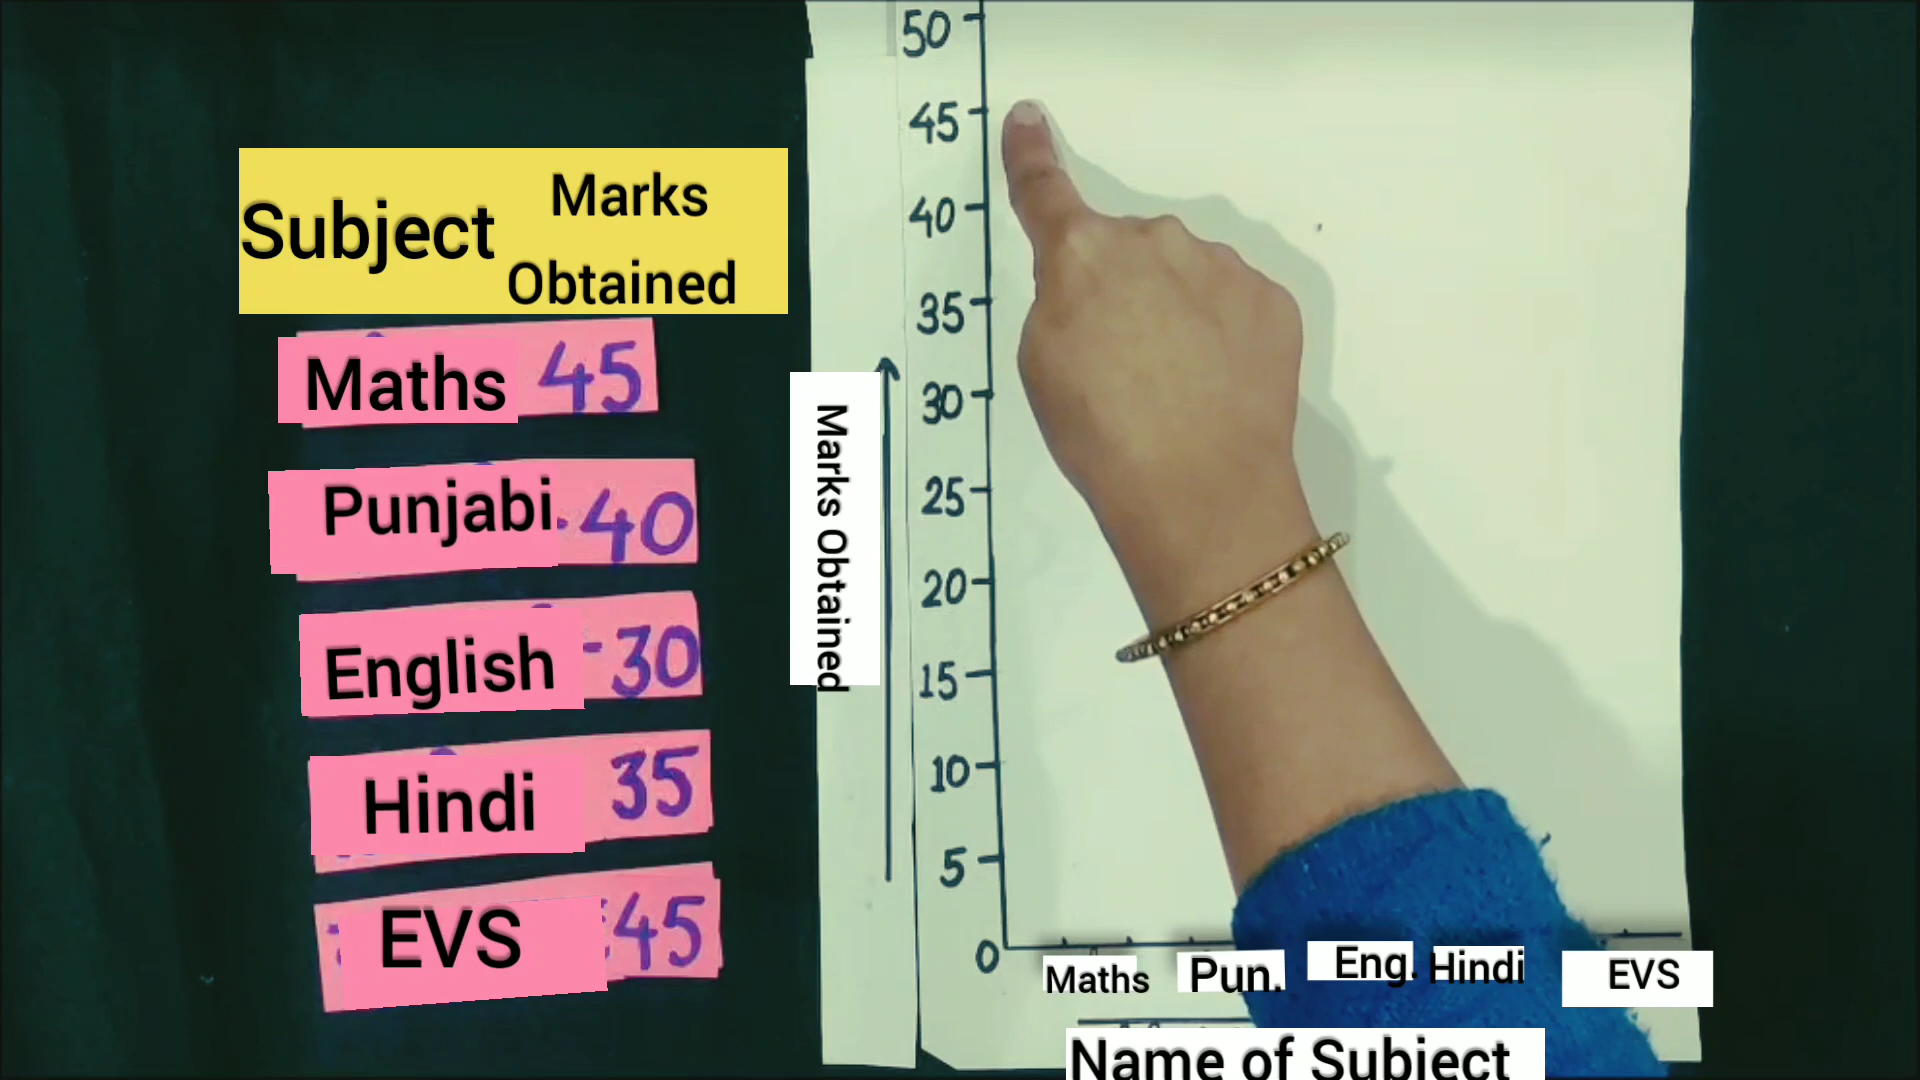 Subject Marks
Obtained
Maths 45
Punjabi - 40
English - 30
Hindi 35
EVS 45
Marks Obtained
50
45
40
35
30
25
20
15
10
5
0
Maths Pun. Eng. Hindi EVS
Name of Subject